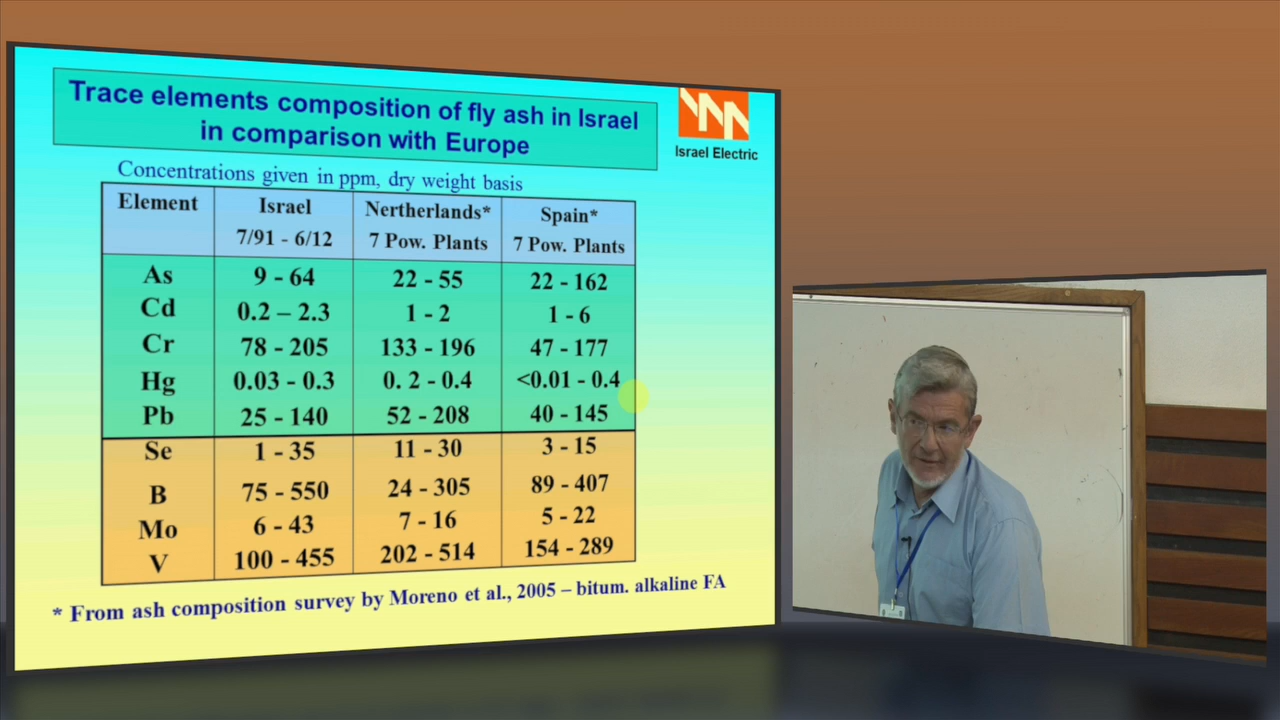 Trace elements composition of fly ash in Israel
in comparison with Europe
Israel Electric
Concentrations given in ppm, dry weight basis
Element Israel Nertherlands* Spain*
7/91 - 6/12 7 Pow. Plants 7 Pow. Plants
As 9 - 64 22 - 55 22 - 162
Cd 0.2 – 2.3 1 - 2 1 - 6
Cr 78 - 205 133 - 196 47 - 177
Hg 0.03 - 0.3 0. 2 - 0.4 <0.01 - 0.4
Pb 25 - 140 52 - 208 40 - 145
Se 1 - 35 11 - 30 3 - 15
B 75 - 550 24 - 305 89 - 407
Mo 6 - 43 7 - 16 5 - 22
V 100 - 455 202 - 514 154 - 289
* From ash composition survey by Moreno et al., 2005 – bitum. alkaline FA